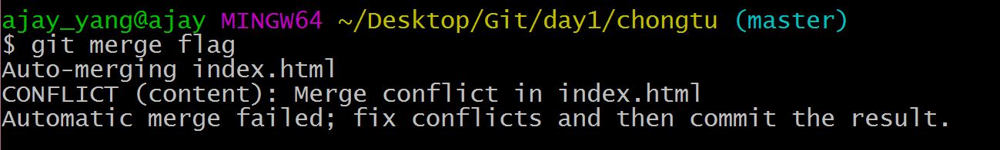 ajay_yang@ajay MINGW64 ~/Desktop/Git/day1/chongtu (master)
$ git merge flag
Auto-merging index.html
CONFLICT (content): Merge conflict in index.html
Automatic merge failed; fix conflicts and then commit the result.